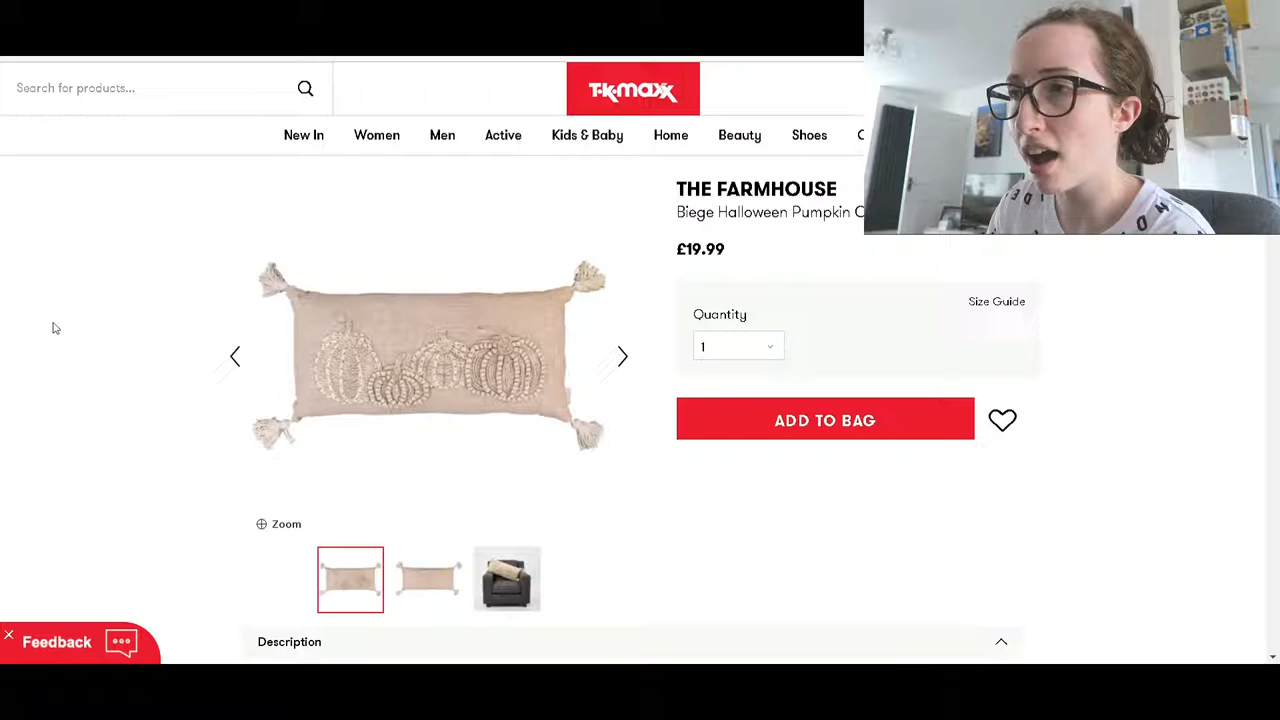 Search for products...
T·K·maxx
New In
Women
Men
Active
Kids & Baby
Home
Beauty
Shoes
THE FARMHOUSE
Biege Halloween Pumpkin
£19.99
Size Guide
Quantity
1
ADD TO BAG
Zoom
Description
Feedback